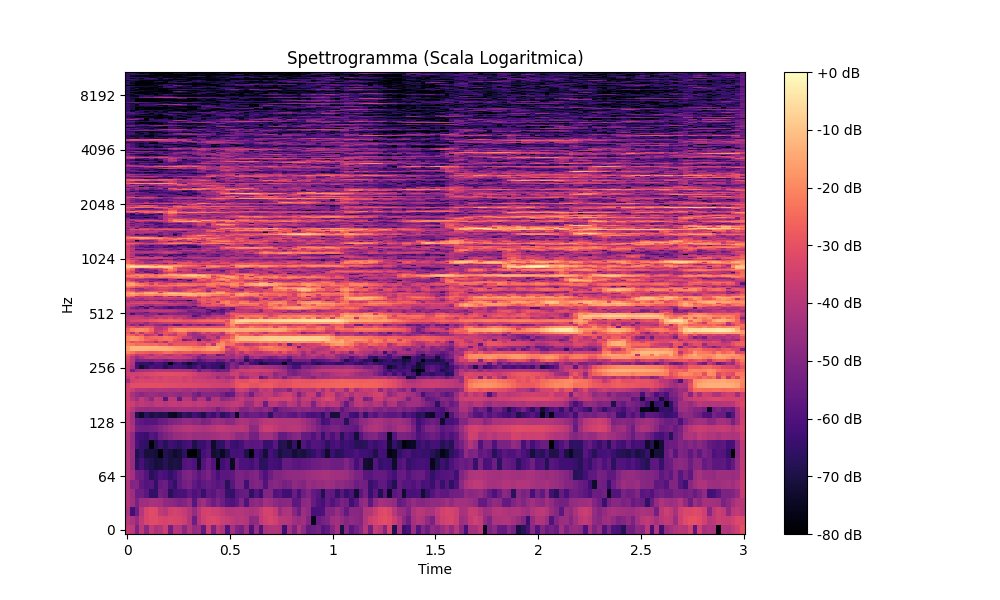 Spettrogramma (Scala Logaritmica)
Hz
8192
4096
2048
1024
512
256
128
64
0
0
0.5
1
1.5
2
2.5
3
Time
+0 dB
-10 dB
-20 dB
-30 dB
-40 dB
-50 dB
-60 dB
-70 dB
-80 dB